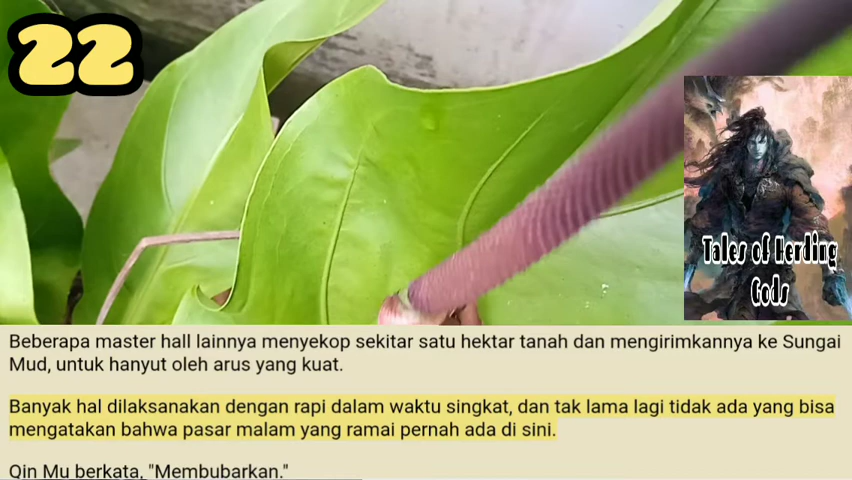 22
Tales of Herding
Gods
Beberapa master hall lainnya menyekop sekitar satu hektar tanah dan mengirimkannya ke Sungai
Mud, untuk hanyut oleh arus yang kuat.
Banyak hal dilaksanakan dengan rapi dalam waktu singkat, dan tak lama lagi tidak ada yang bisa
mengatakan bahwa pasar malam yang ramai pernah ada di sini.
Qin Mu berkata, "Membubarkan."